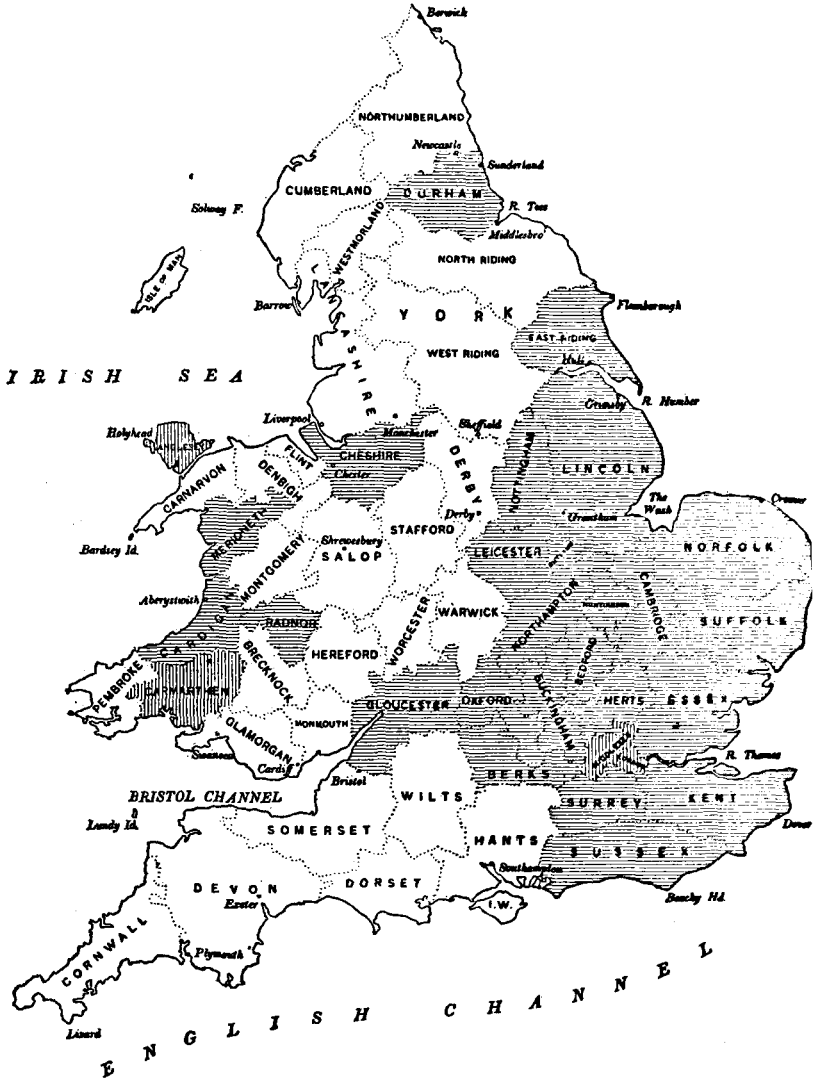 Berwick
NORTHUMBERLAND
Newcastle
Sunderland
CUMBERLAND
DURHAM
Solway F.
R. Tees
WESTMORLAND
Middlesbro'
NORTH RIDING
ISLE OF MAN
LANCASHIRE
Barrow
Flamborough
YORK
EAST RIDING
WEST RIDING
Hull
IRISH SEA
Grimsby
R. Humber
Liverpool
Manchester
Sheffield
Holyhead
ANGLESEY
FLINT
CHESHIRE
NOTTINGHAM
DENBIGH
Chester
DERBY
LINCOLN
CARNARVON
The
Wash
Cromer
Derby
Grantham
Bardsey Id.
MERIONETH
STAFFORD
Shrewesbury
SALOP
LEICESTER
NORFOLK
MONTGOMERY
Aberystwith
CAMBRIDGE
WARWICK
NORTHAMPTON
SUFFOLK
CARDIGAN
RADNOR
WORCESTER
HEREFORD
BEDFORD
PEMBROKE
BRECKNOCK
CARMARTHEN
GLOUCESTER
OXFORD
BUCKINGHAM
HERTS
ESSEX
MONMOUTH
GLAMORGAN
MIDDLESEX
Swansea
Cardiff
R. Thames
Bristol
BERKS
BRISTOL CHANNEL
WILTS
SURREY
KENT
Lundy Id.
SOMERSET
Dover
HANTS
SUSSEX
Southampton
DEVON
DORSET
Beachy Hd.
Exeter
I.W.
CORNWALL
Plymouth
Lizard
ENGLISH CHANNEL